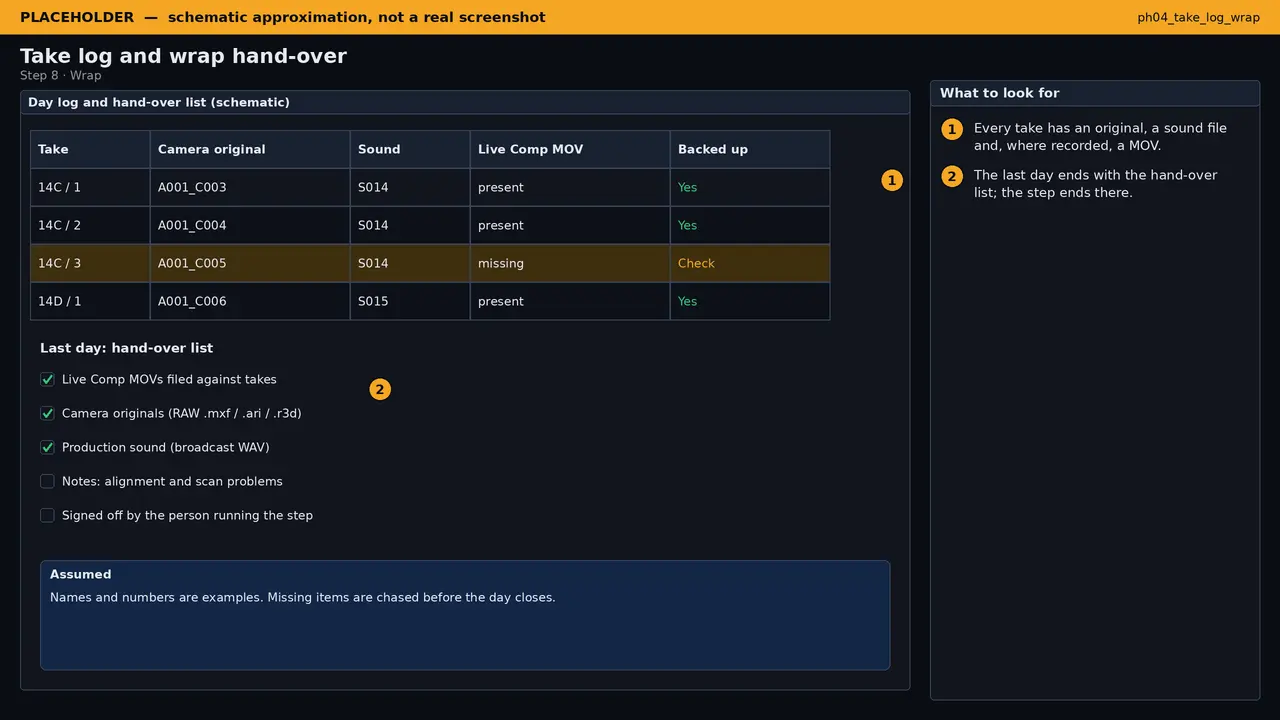 PLACEHOLDER — schematic approximation, not a real screenshot
ph04_take_log_wrap
Take log and wrap hand-over
Step 8 · Wrap
Day log and hand-over list (schematic)
Take Camera original Sound Live Comp MOV Backed up
14C / 1 A001_C003 S014 present Yes
14C / 2 A001_C004 S014 present Yes
14C / 3 A001_C005 S014 missing Check
14D / 1 A001_C006 S015 present Yes
1
Last day: hand-over list
Live Comp MOVs filed against takes
2
Camera originals (RAW .mxf / .ari / .r3d)
Production sound (broadcast WAV)
Notes: alignment and scan problems
Signed off by the person running the step
Assumed
Names and numbers are examples. Missing items are chased before the day closes.
What to look for
1 Every take has an original, a sound file
and, where recorded, a MOV.
2 The last day ends with the hand-over
list; the step ends there.